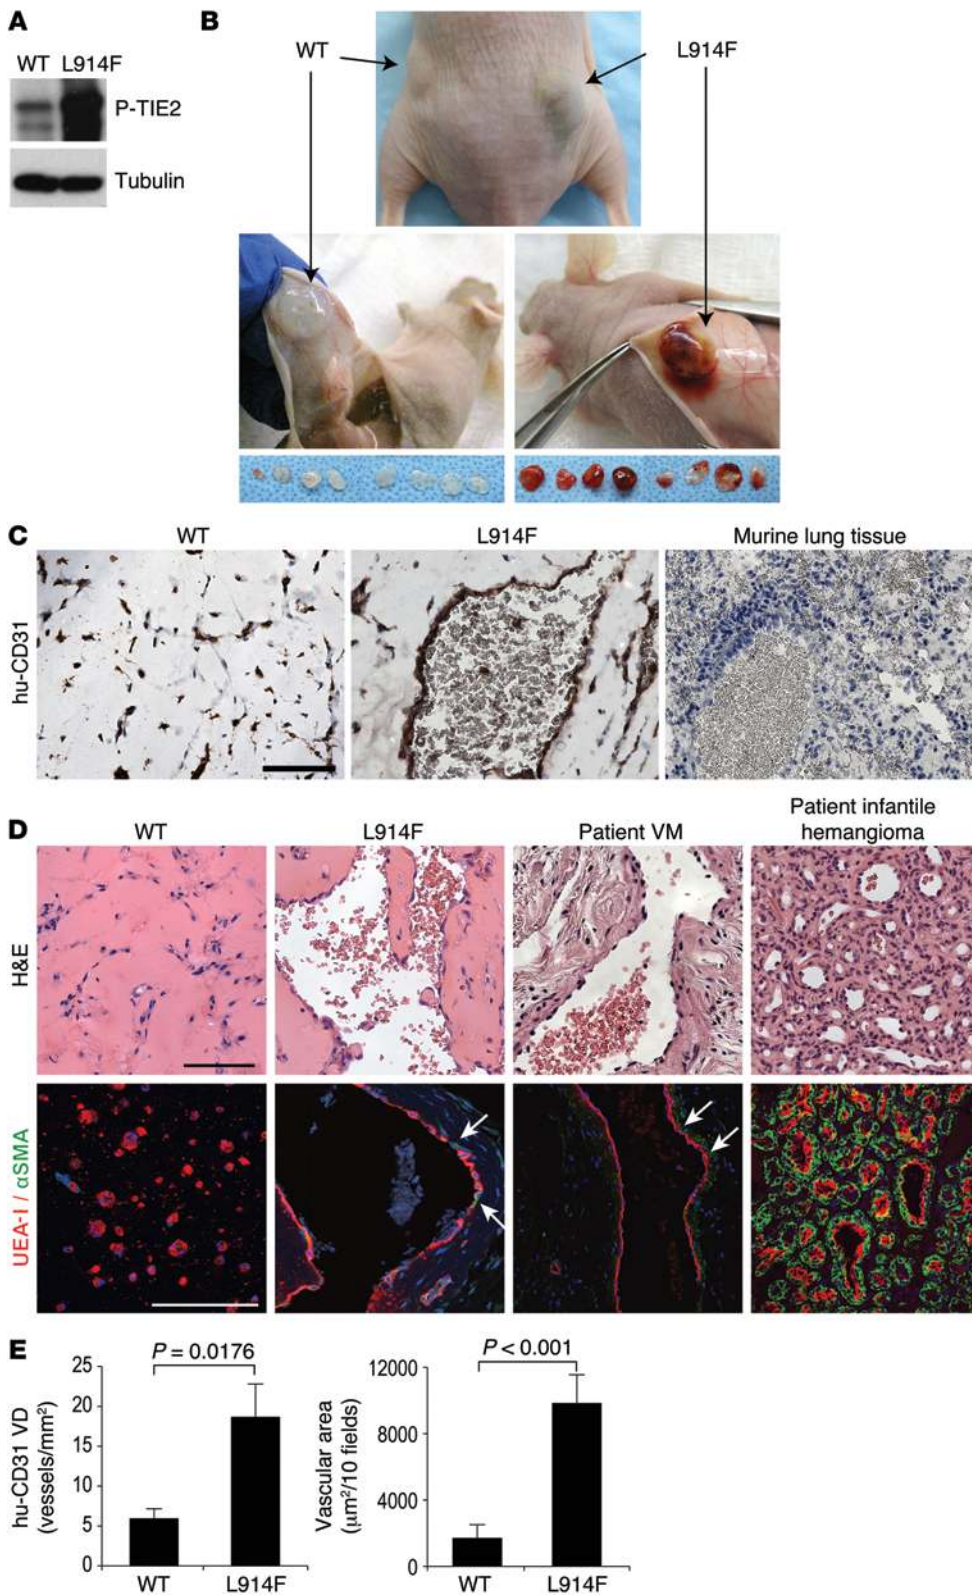 A
WT L914F
P-TIE2
Tubulin
B
WT
L914F
C
WT
L914F
Murine lung tissue
hu-CD31
D
WT
L914F
Patient VM
Patient infantile
hemangioma
H&E
UEA-I / αSMA
E
P = 0.0176
25
20
15
10
5
0
hu-CD31 VD
(vessels/mm²)
WT
L914F
P < 0.001
12000
9000
4000
0
Vascular area
(μm²/10 fields)
WT
L914F